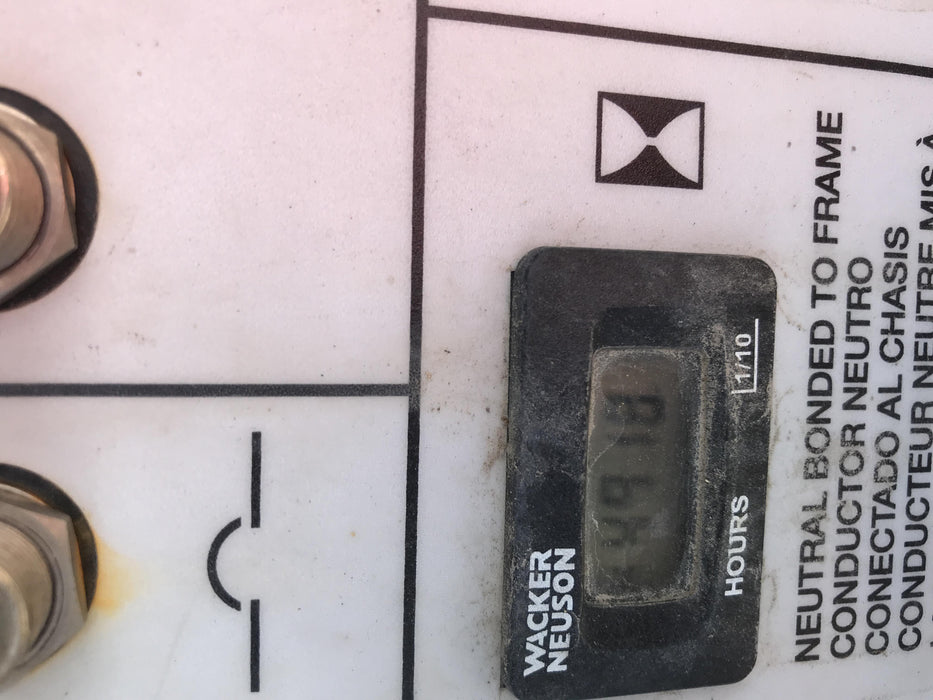 WACKER
NEUSON
HOURS
1/10
NEUTRAL BONDED TO FRAME
CONDUCTOR NEUTRO
CONECTADO AL CHASIS
CONDUCTEUR NEUTRE MIS À